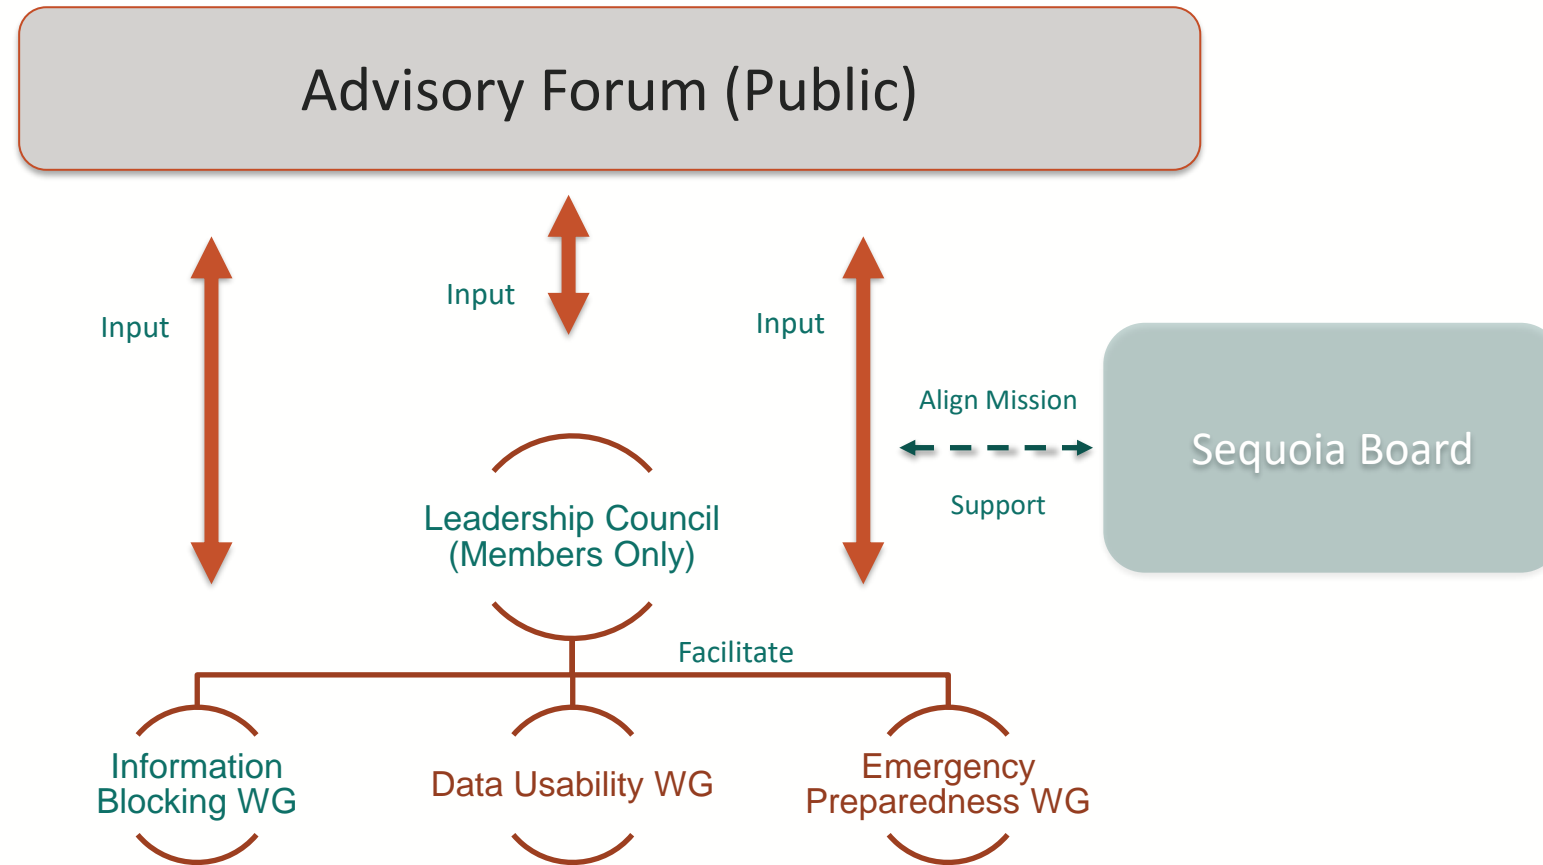 Advisory Forum (Public)
Input
Input
Input
Align Mission
Support
Sequoia Board
Leadership Council
(Members Only)
Facilitate
Information
Blocking WG
Data Usability WG
Emergency
Preparedness WG